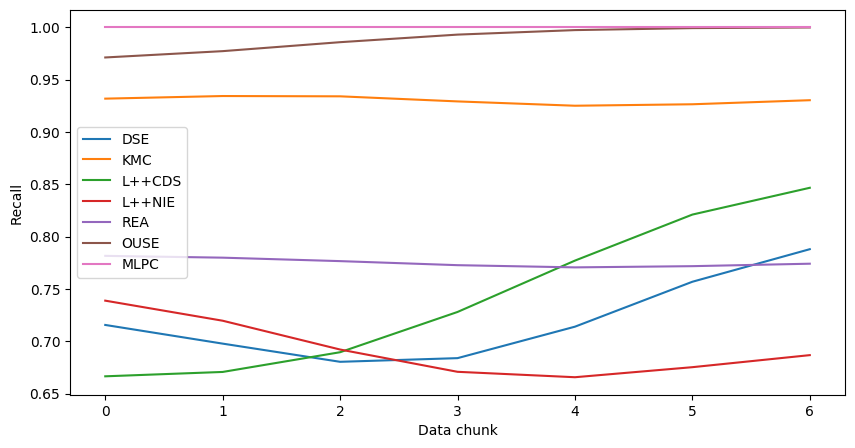 1.00
0.95
0.90
0.85
0.80
0.75
0.70
0.65
Recall
DSE
KMC
L++CDS
L++NIE
REA
OUSE
MLPC
0 1 2 3 4 5 6
Data chunk